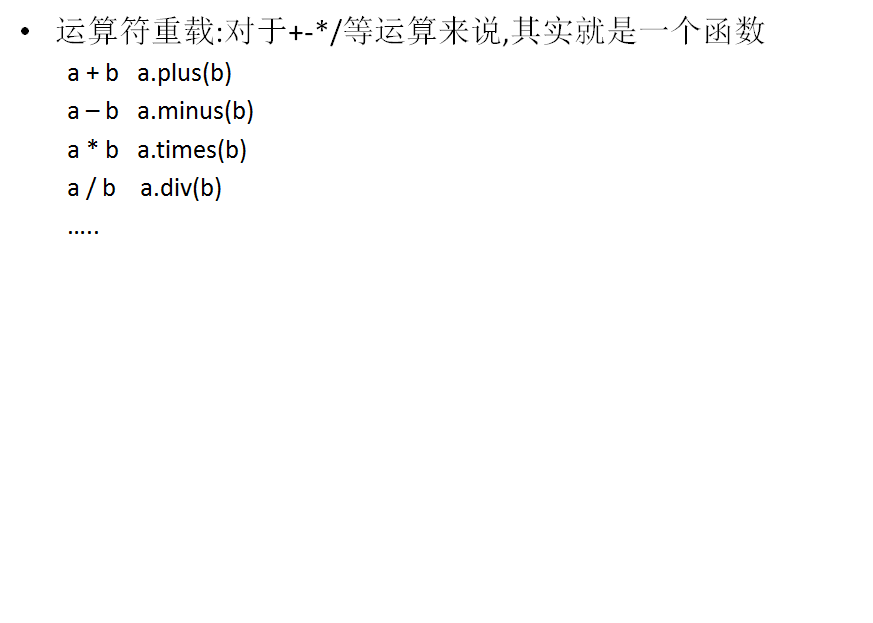 • 运算符重载:对于+-*/等运算来说,其实就是一个函数
a + b a.plus(b)
a – b a.minus(b)
a * b a.times(b)
a / b a.div(b)
…..